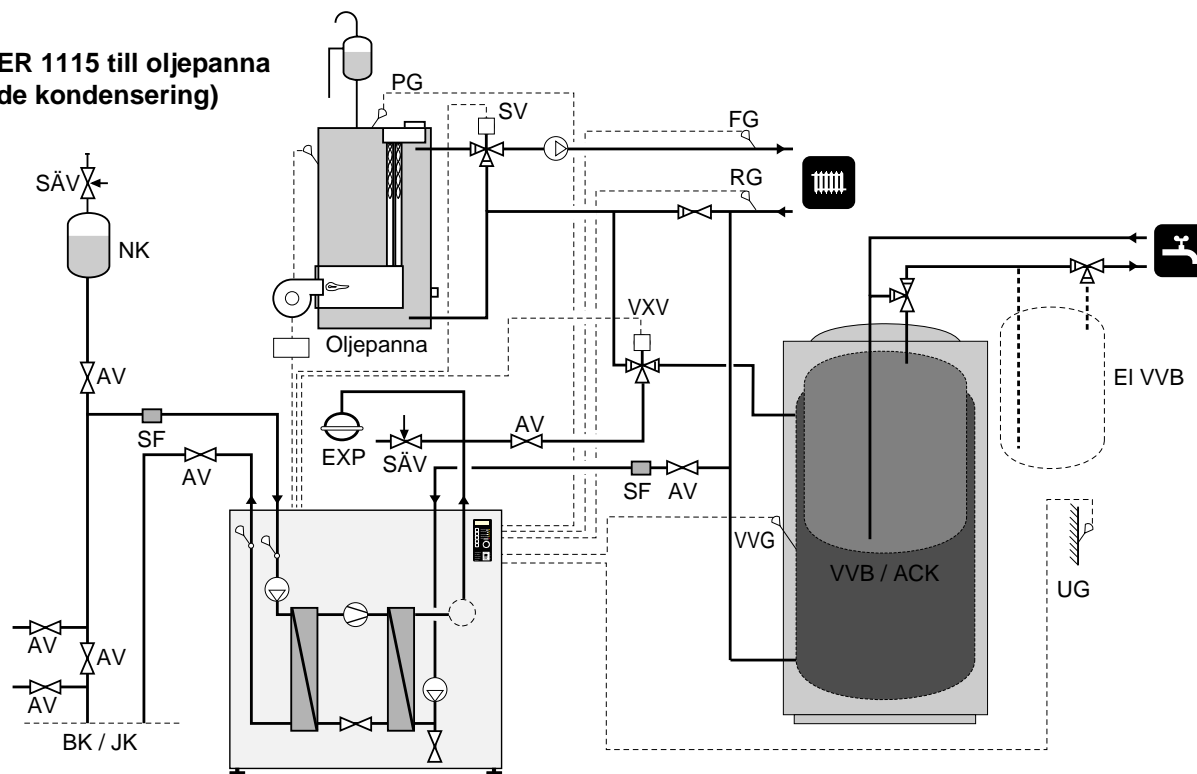 ER 1115 till oljepanna
de kondensering)
PG
SV
FG
SÄV
RG
NK
VXV
Oljepanna
AV
EI VVB
SF
AV
EXP
SÄV
AV
SF
AV
VVG
VVB / ACK
UG
AV
AV
AV
BK / JK